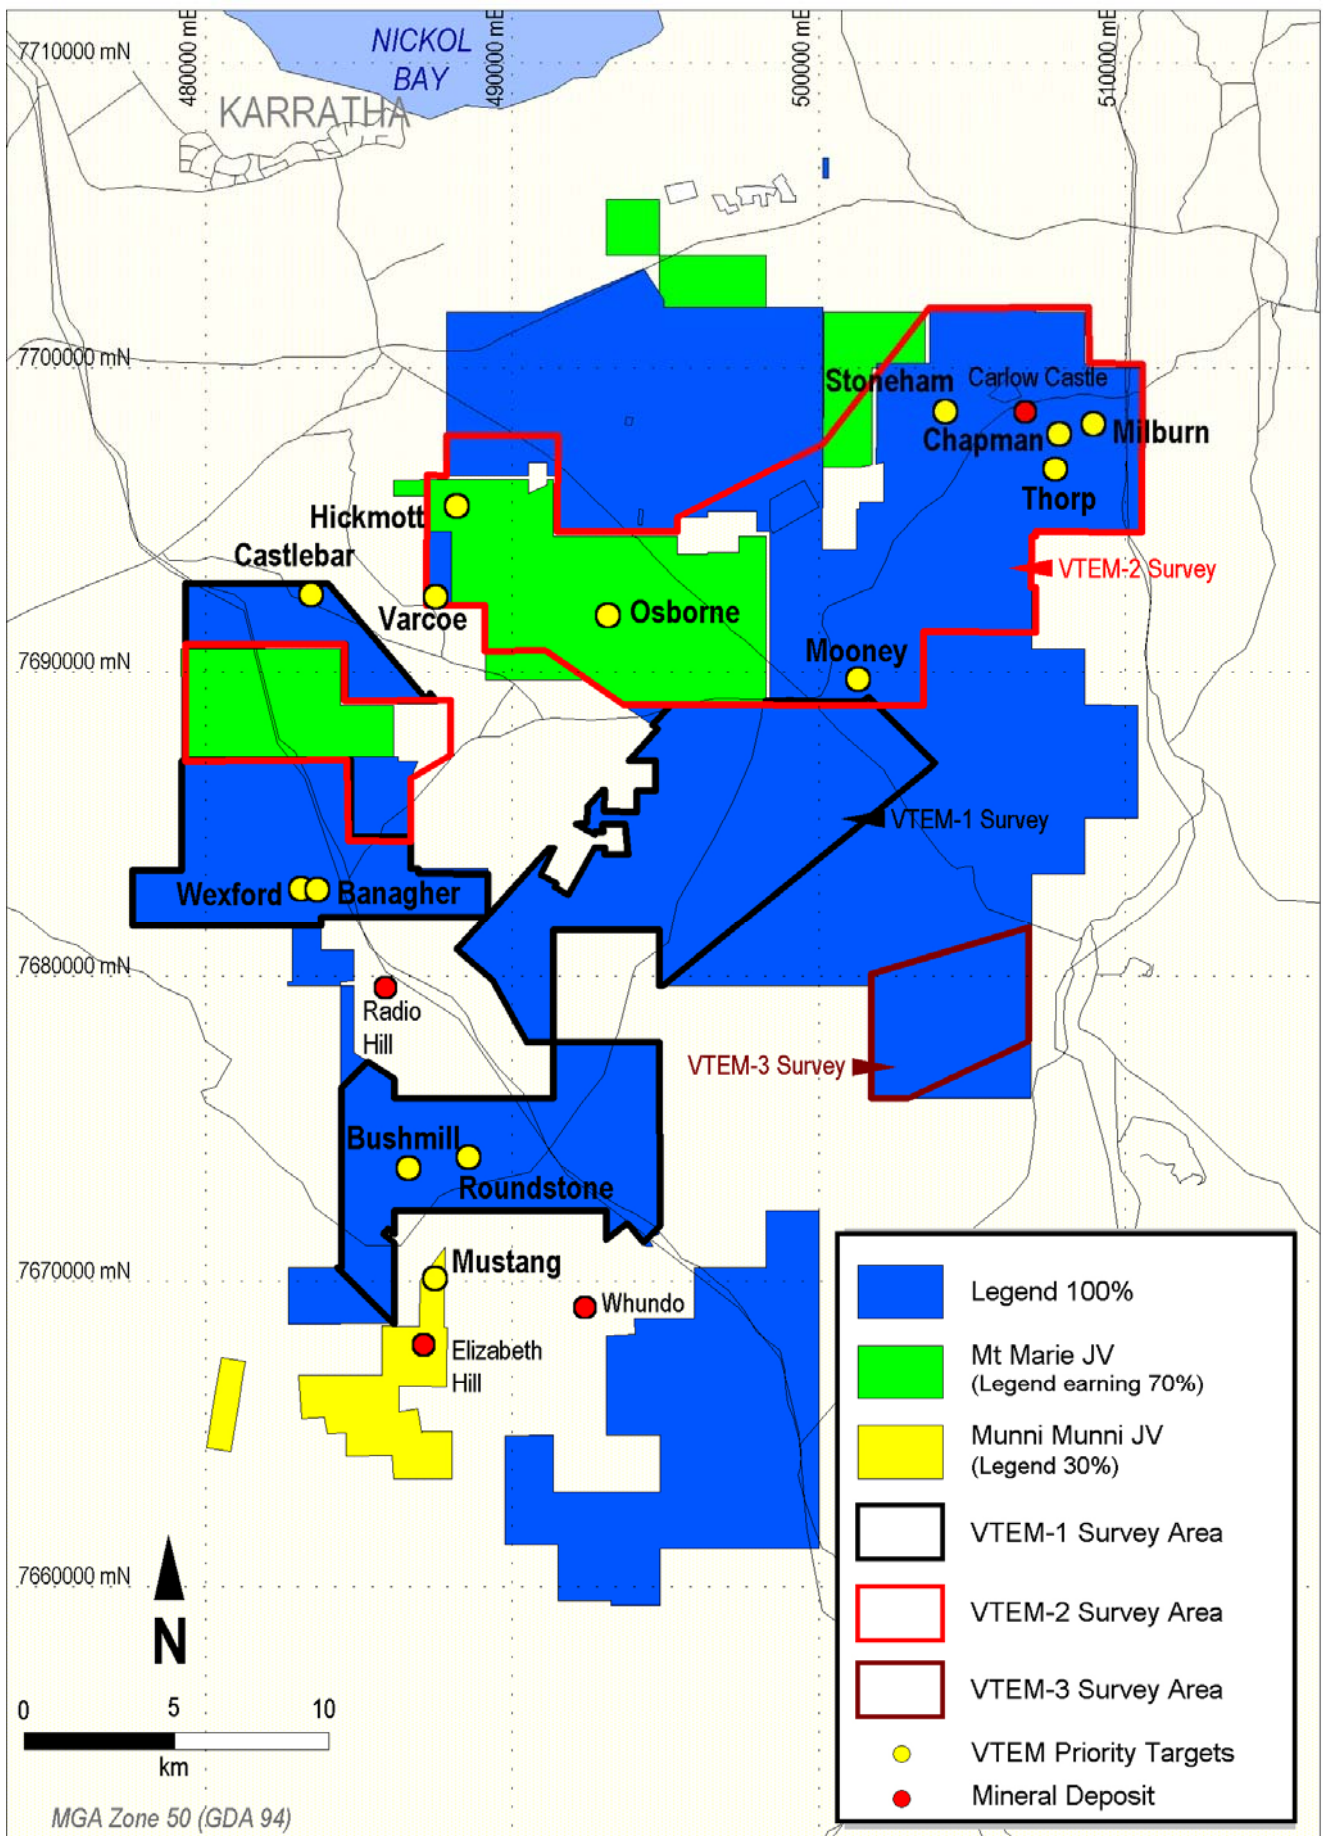 7710000 mN
480000 mE
490000 mE
500000 mE
510000 mE
NICKOL
BAY
KARRATHA
7700000 mN
Stoneham
Carlow Castle
Chapman
Milburn
Thorp
Hickmott
Castlebar
VTEM-2 Survey
Varcoe
Osborne
Mooney
7690000 mN
VTEM-1 Survey
Wexford
Banagher
7680000 mN
Radio
Hill
VTEM-3 Survey
Bushmill
Roundstone
Mustang
7670000 mN
Whundo
Elizabeth
Hill
7660000 mN
N
0 5 10
km
MGA Zone 50 (GDA 94)
Legend 100%
Mt Marie JV
(Legend earning 70%)
Munni Munni JV
(Legend 30%)
VTEM-1 Survey Area
VTEM-2 Survey Area
VTEM-3 Survey Area
VTEM Priority Targets
Mineral Deposit